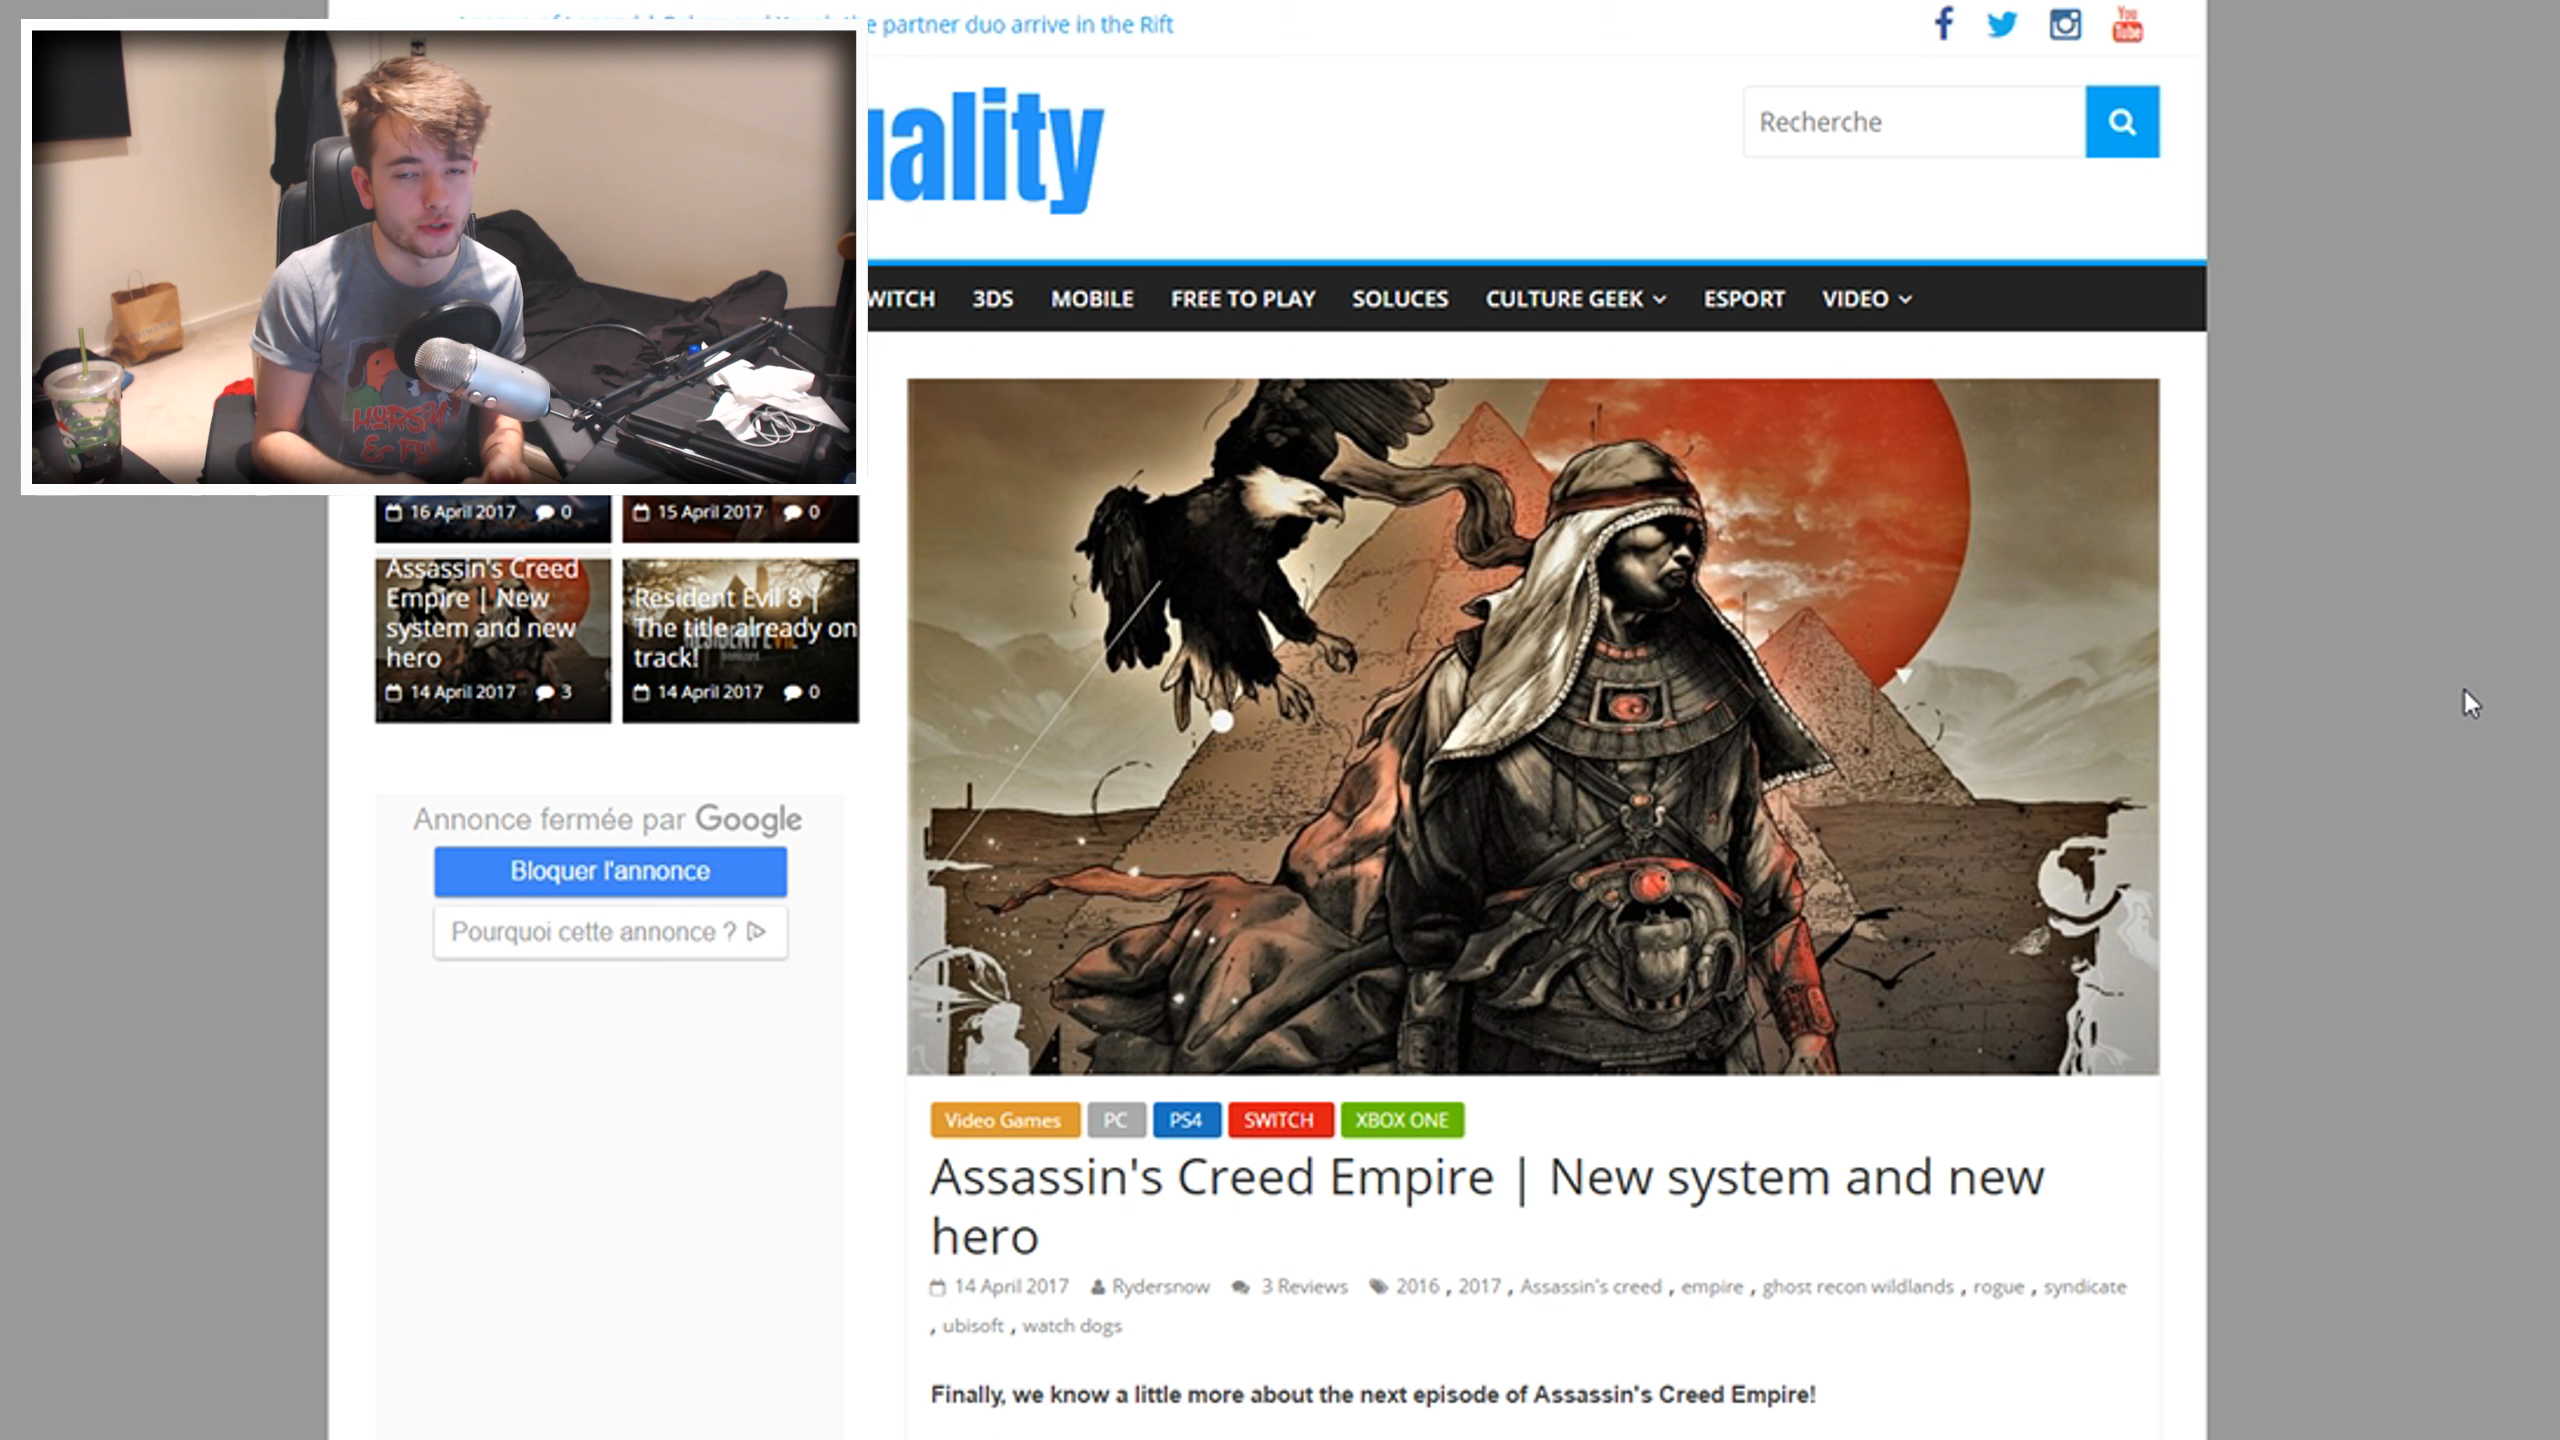 the partner duo arrive in the Rift
You
Tube
Recherche
3DS MOBILE FREE TO PLAY SOLUCES CULTURE GEEK ESPORT VIDEO
16 April 2017 0
15 April 2017 0
Assassin's Creed
Empire | New
system and new
hero
14 April 2017 3
Resident Evil 8 |
The title already on
track!
14 April 2017 0
Annonce fermée par Google
Bloquer l'annonce
Pourquoi cette annonce ?
Video Games PC PS4 SWITCH XBOX ONE
Assassin's Creed Empire | New system and new
hero
14 April 2017 Rydersnow 3 Reviews 2016 , 2017 , Assassin's creed , empire , ghost recon wildlands , rogue , syndicate
, ubisoft , watch dogs
Finally, we know a little more about the next episode of Assassin's Creed Empire!